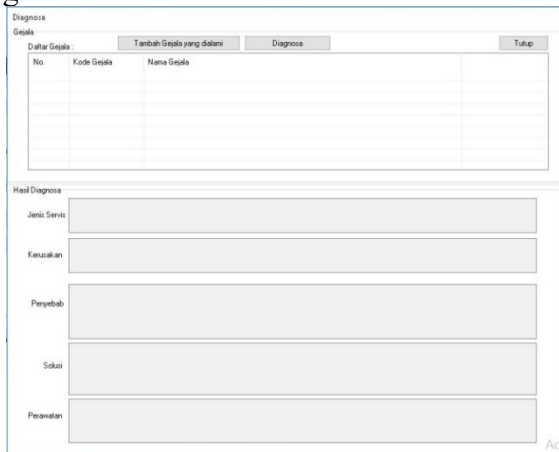 g
Diagnosa
Gejala
Daftar Gejala : Tambah Gejala yang dialami Diagnosa Tutup
No. Kode Gejala Nama Gejala
Hasil Diagnosa
Jenis Servis
Kerusakan
Penyebab
Solusi
Perawatan
Ac